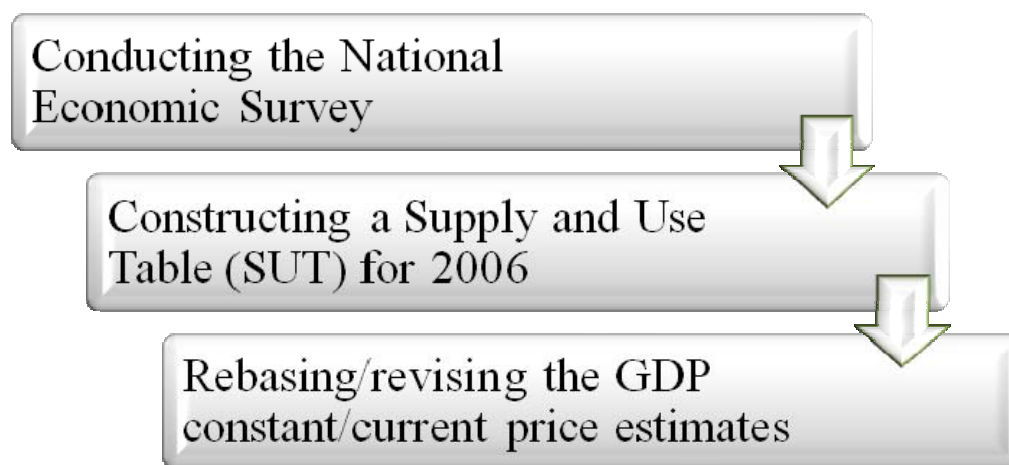 Conducting the National
Economic Survey
Constructing a Supply and Use
Table (SUT) for 2006
Rebasing/revising the GDP
constant/current price estimates